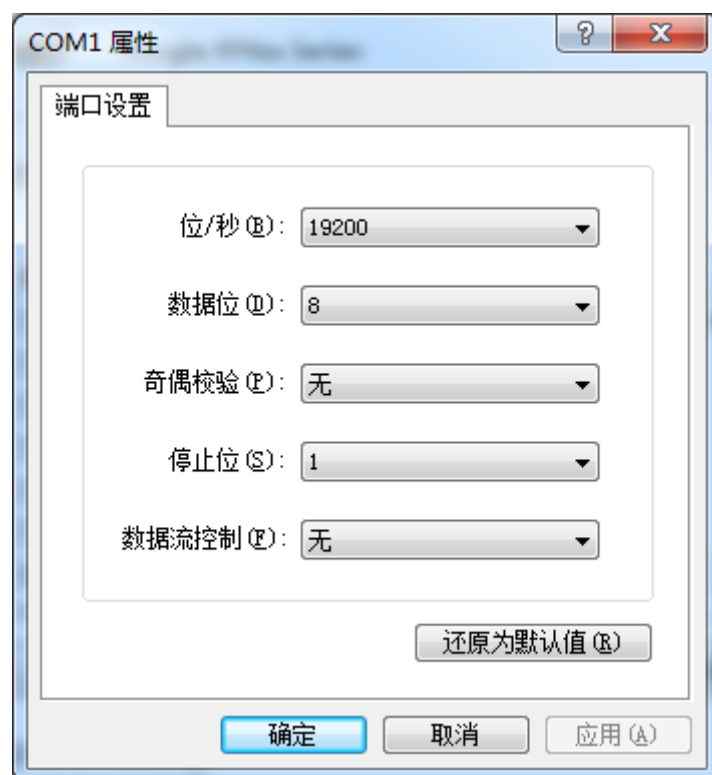 COM1 属性
端口设置
位/秒(B): 19200
数据位(D): 8
奇偶校验(P): 无
停止位(S): 1
数据流控制(F): 无
还原为默认值(R)
确定 取消 应用(A)